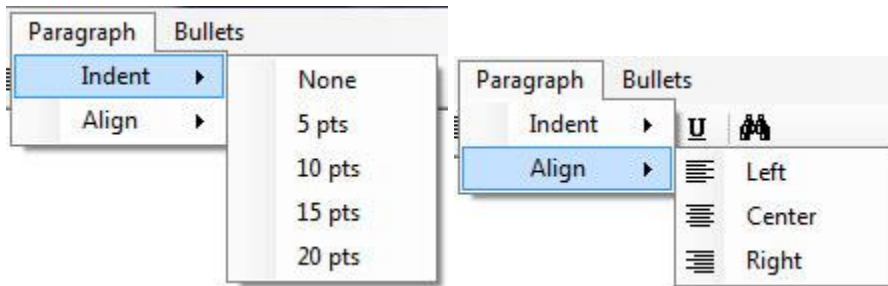 Paragraph Bullets
Indent
Align
None
5 pts
10 pts
15 pts
20 pts
Paragraph Bullets
Indent
Align
U
Left
Center
Right